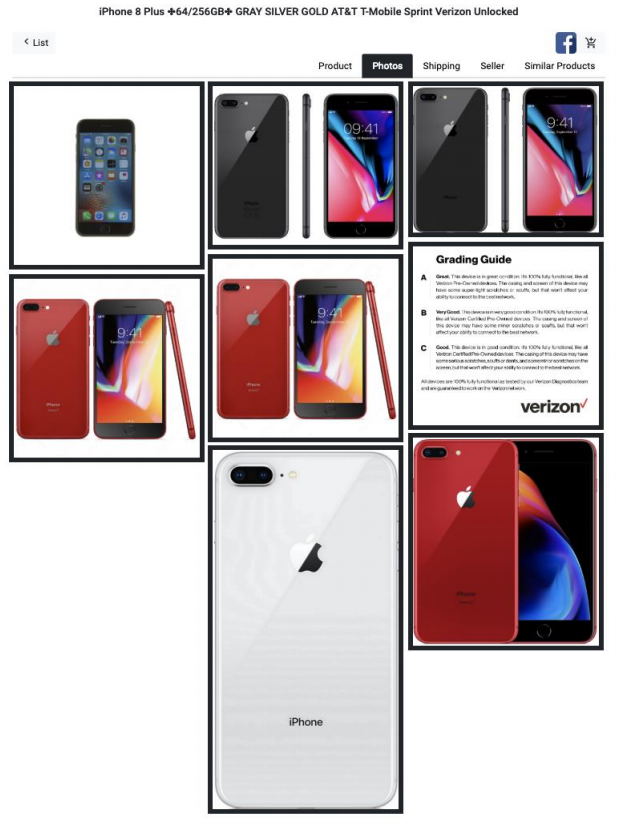 iPhone 8 Plus ✤64/256GB✤ GRAY SILVER GOLD AT&T T-Mobile Sprint Verizon Unlocked
< List
Product Photos Shipping Seller Similar Products
09:41
9:41
9:41
Tuesday, September
iPhone
9:41
Tuesday, September
iPhone
iPhone
Grading Guide
A Great. This device is in great condition. It's 100% fully functional, like all
Verizon Pre-Owned devices. The casing and screen of this device may
have some super-light scratches or scuffs, but that won't affect your
ability to connect to the best network.
B Very Good. This device is in very good condition. It's 100% fully functional,
like all Verizon Certified Pre-Owned devices. The casing and screen of
this device may have some minor scratches or scuffs, but that won't
affect your ability to connect to the best network.
C Good. This device is in good condition. It's 100% fully functional, like all
Verizon Certified Pre-Owned devices. The casing of this device may have
some serious scratches, scuffs or dents, and some minor scratches on the
screen, but that won't affect your ability to connect to the best network.
All devices are 100% fully functional as tested by our Verizon Diagnostics team
and are guaranteed to work on the Verizon network.
verizon✓
iPhone